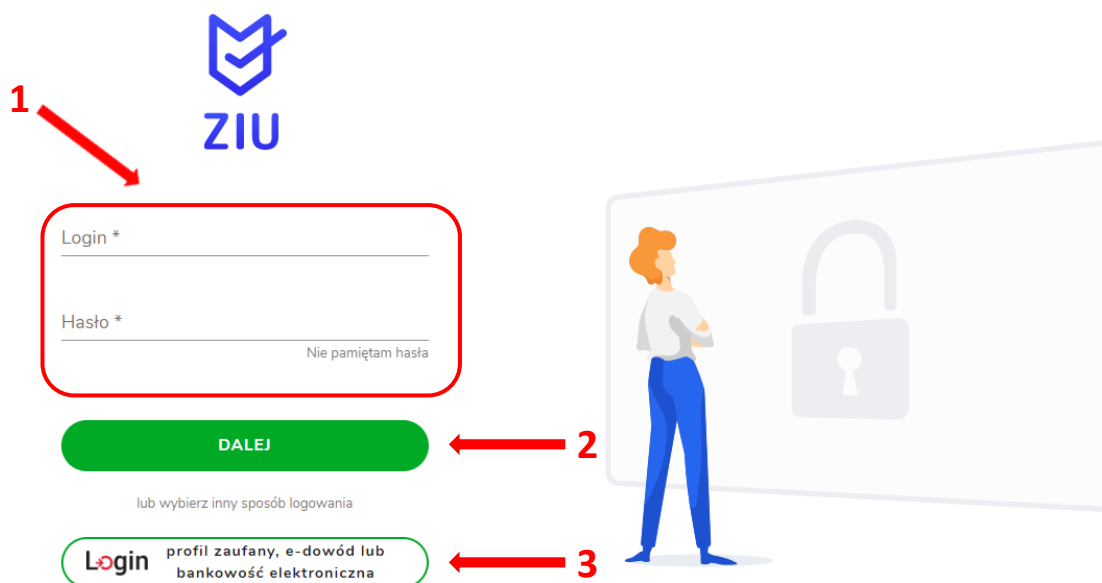 1
ZIU
Login *
Hasło *
Nie pamiętam hasła
DALEJ
2
lub wybierz inny sposób logowania
Login
profil zaufany, e-dowód lub
bankowość elektroniczna
3